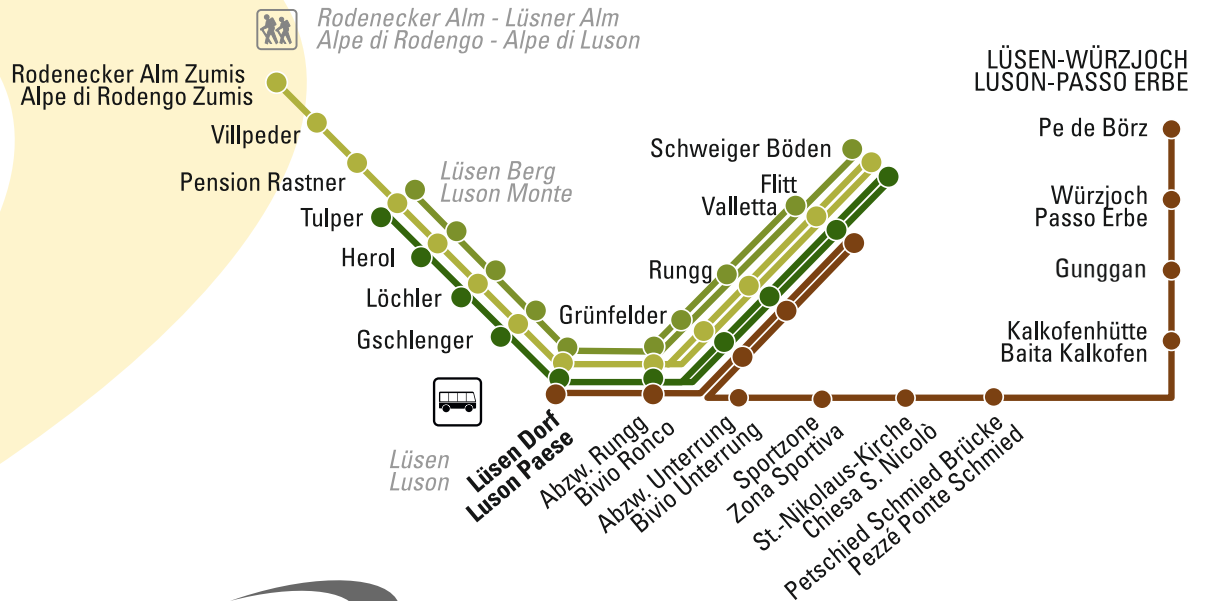 Rodenecker Alm - Lüsner Alm
Alpe di Rodengo - Alpe di Luson
Rodenecker Alm Zumis
Alpe di Rodengo Zumis
Villpeder
Pension Rastner
Tulper
Herol
Löchler
Gschlenger
Lüsen Berg
Luson Monte
Schweiger Böden
Flitt
Valletta
Rungg
Grünfelder
LÜSEN-WÜRZJOCH
LUSON-PASSO ERBE
Pe de Börz
Würzjoch
Passo Erbe
Gunggan
Kalkofenhütte
Baita Kalkofen
Lüsen
Luson
Lüsen Dorf
Luson Paese
Abzw. Rungg
Bivio Ronco
Abzw. Unterrung
Bivio Unterrung
Sportzone
Zona Sportiva
St.-Nikolaus-Kirche
Chiesa S. Nicolò
Petschied Schmied Brücke
Pezzé Ponte Schmied